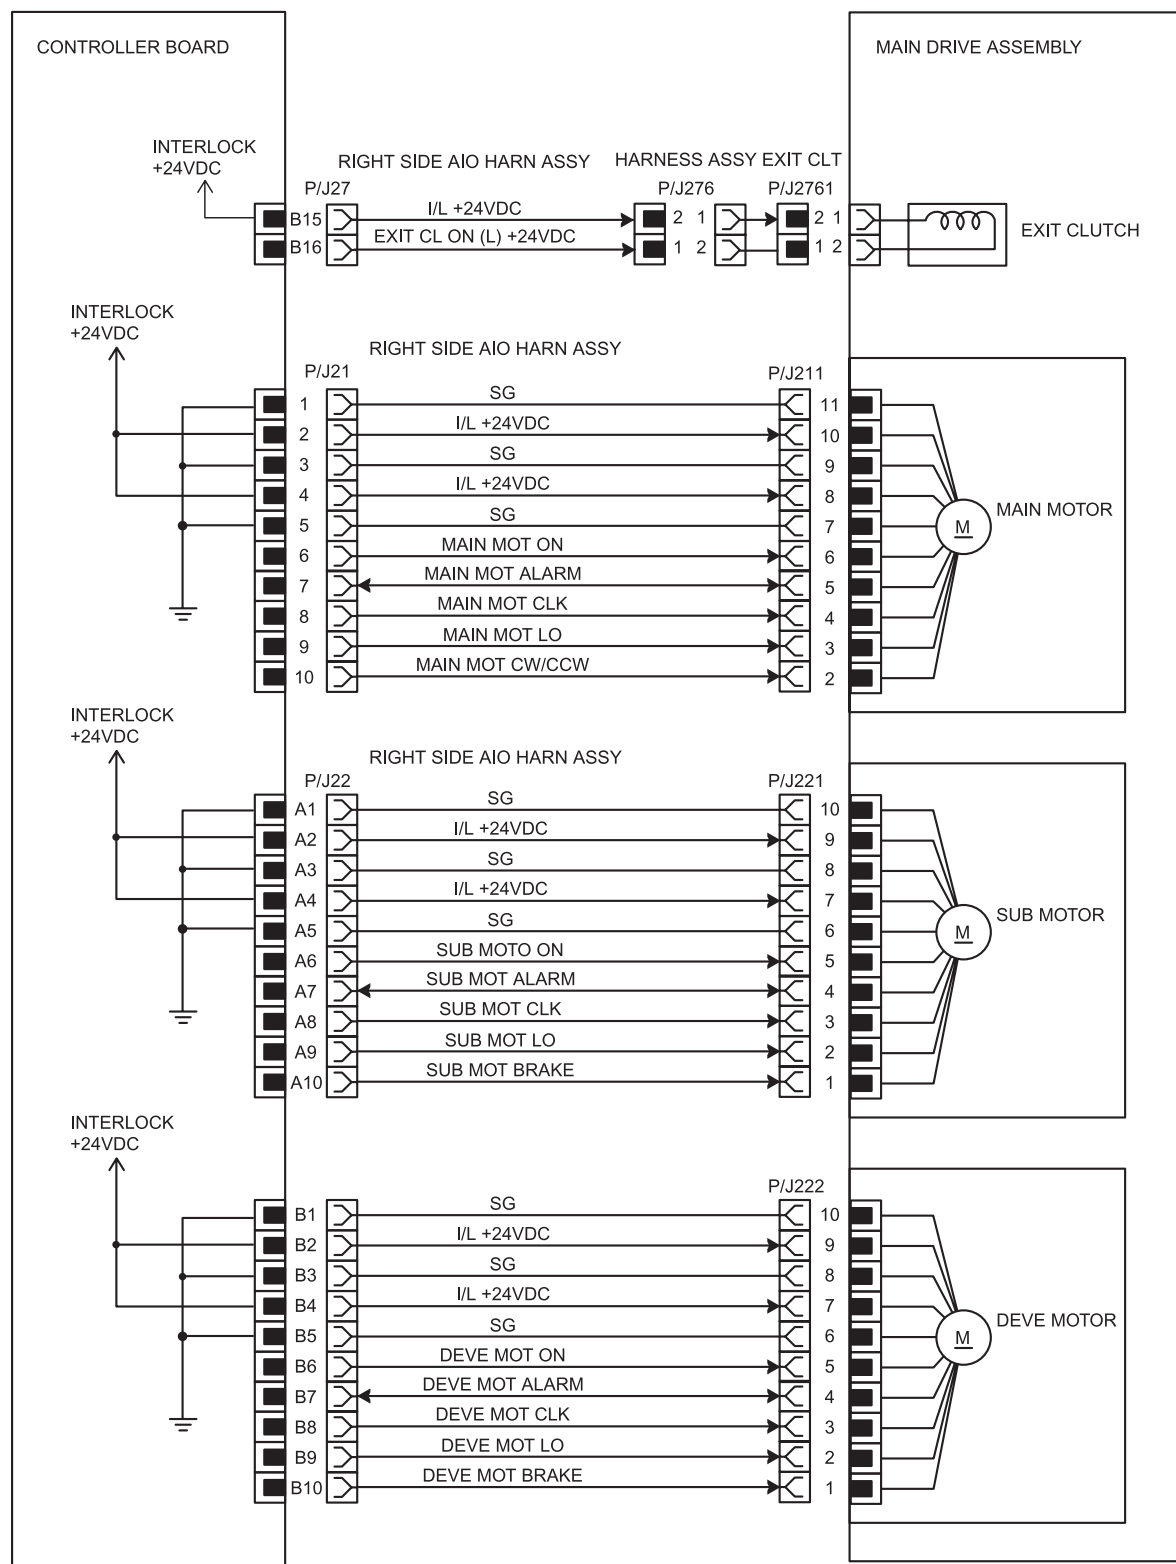 CONTROLLER BOARD
MAIN DRIVE ASSEMBLY
INTERLOCK
+24VDC
RIGHT SIDE AIO HARN ASSY
HARNESS ASSY EXIT CLT
P/J27
P/J276
P/J2761
B15 I/L +24VDC 2 1 2 1
B16 EXIT CL ON (L) +24VDC 1 2 1 2
EXIT CLUTCH
INTERLOCK
+24VDC
RIGHT SIDE AIO HARN ASSY
P/J21
P/J211
1 SG 11
2 I/L +24VDC 10
3 SG 9
4 I/L +24VDC 8
5 SG 7
6 MAIN MOT ON 6
7 MAIN MOT ALARM 5
8 MAIN MOT CLK 4
9 MAIN MOT LO 3
10 MAIN MOT CW/CCW 2
M
MAIN MOTOR
INTERLOCK
+24VDC
RIGHT SIDE AIO HARN ASSY
P/J22
P/J221
A1 SG 10
A2 I/L +24VDC 9
A3 SG 8
A4 I/L +24VDC 7
A5 SG 6
A6 SUB MOTO ON 5
A7 SUB MOT ALARM 4
A8 SUB MOT CLK 3
A9 SUB MOT LO 2
A10 SUB MOT BRAKE 1
M
SUB MOTOR
INTERLOCK
+24VDC
P/J222
B1 SG 10
B2 I/L +24VDC 9
B3 SG 8
B4 I/L +24VDC 7
B5 SG 6
B6 DEVE MOT ON 5
B7 DEVE MOT ALARM 4
B8 DEVE MOT CLK 3
B9 DEVE MOT LO 2
B10 DEVE MOT BRAKE 1
M
DEVE MOTOR